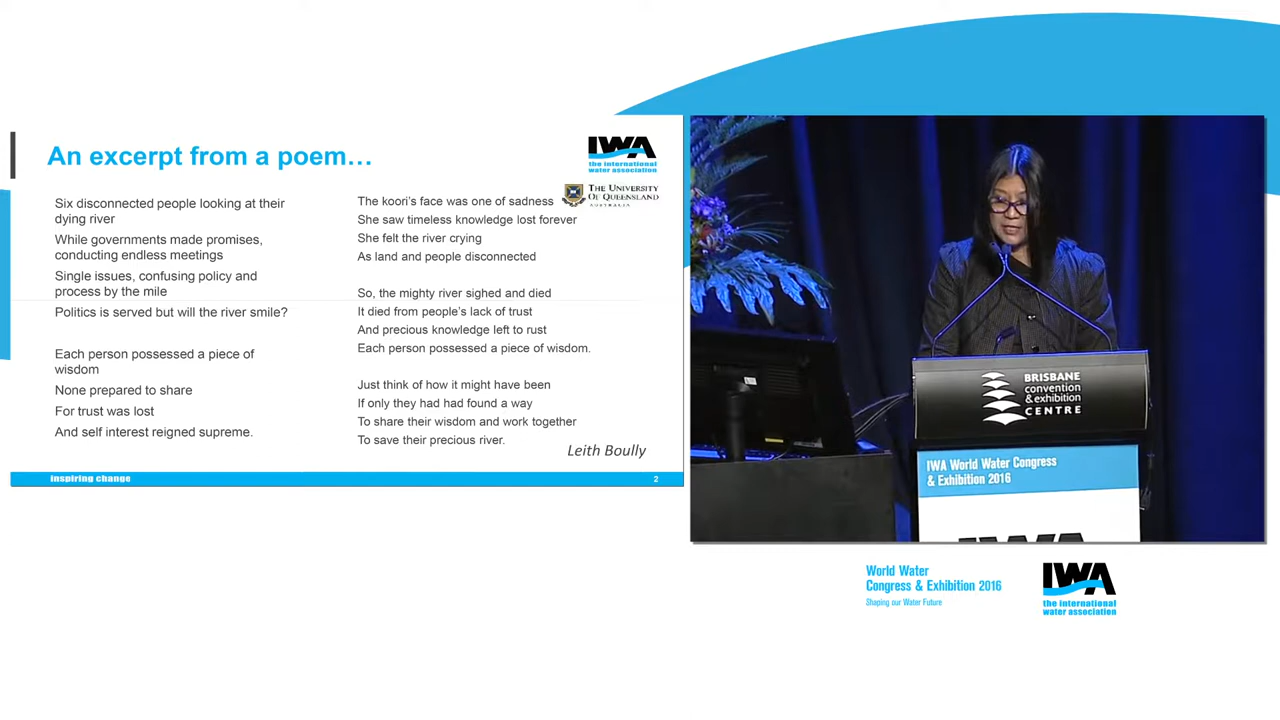 An excerpt from a poem…
IWA
the international
water association
THE UNIVERSITY
OF QUEENSLAND
AUSTRALIA
Six disconnected people looking at their
dying river
While governments made promises,
conducting endless meetings
Single issues, confusing policy and
process by the mile
Politics is served but will the river smile?
Each person possessed a piece of
wisdom
None prepared to share
For trust was lost
And self interest reigned supreme.
The koori's face was one of sadness
She saw timeless knowledge lost forever
She felt the river crying
As land and people disconnected
So, the mighty river sighed and died
It died from people's lack of trust
And precious knowledge left to rust
Each person possessed a piece of wisdom.
Just think of how it might have been
If only they had had found a way
To share their wisdom and work together
To save their precious river.
Leith Boully
inspiring change
2
BRISBANE
convention
& exhibition
CENTRE
IWA World Water Congress
& Exhibition 2016
IWA
World Water
Congress & Exhibition 2016
Shaping our Water Future
IWA
the international
water association